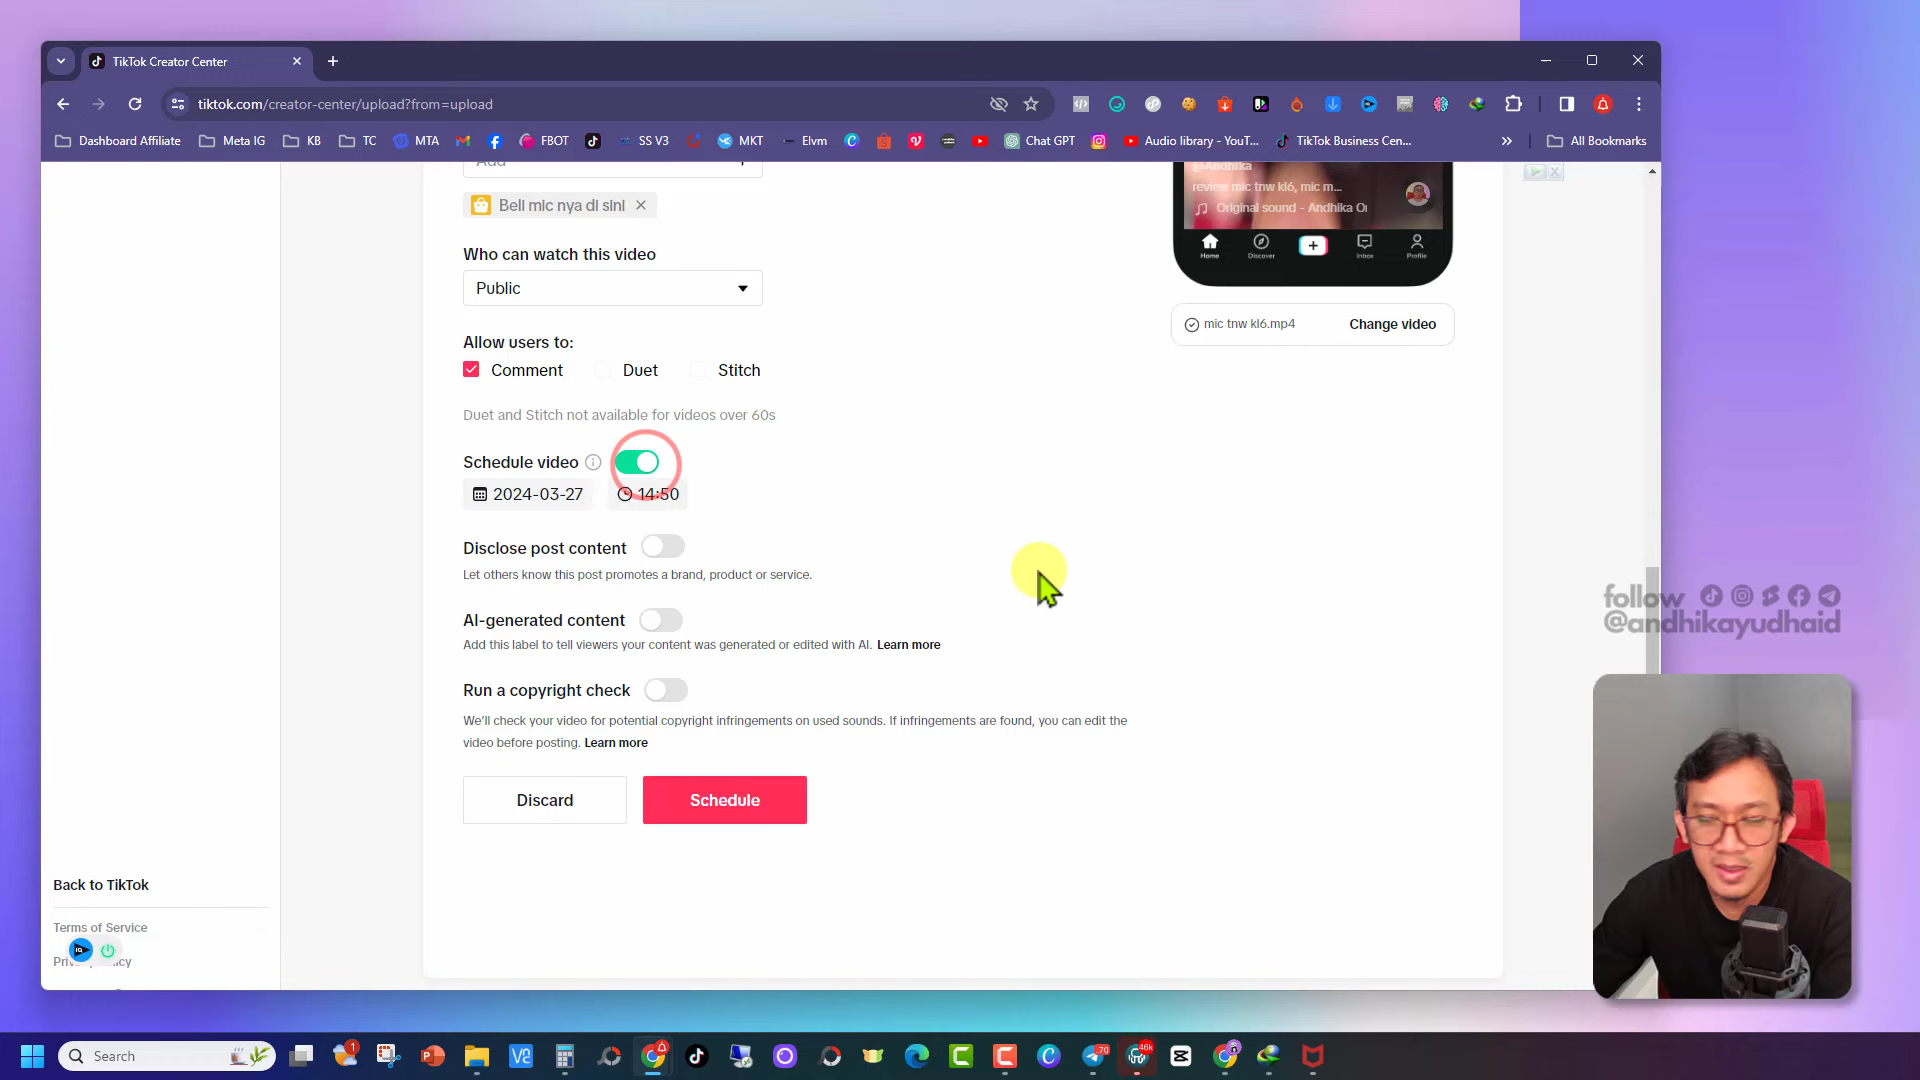 TikTok Creator Center
tiktok.com/creator-center/upload?from=upload
Dashboard Affiliate
Meta IG
KB
TC
MTA
FBOT
SS V3
MKT
Elvm
Chat GPT
Audio library - YouT...
TikTok Business Cen...
All Bookmarks
Add
Beli mic nya di sini
Who can watch this video
Public
Allow users to:
Comment
Duet
Stitch
Duet and Stitch not available for videos over 60s
Schedule video
2024-03-27
14:50
Disclose post content
Let others know this post promotes a brand, product or service.
AI-generated content
Add this label to tell viewers your content was generated or edited with AI. Learn more
Run a copyright check
We'll check your video for potential copyright infringements on used sounds. If infringements are found, you can edit the
video before posting. Learn more
Discard
Schedule
@Andhika
review mic tnw kl6, mic m...
Original sound - Andhika
Home
Discover
Inbox
Profile
mic tnw kl6.mp4
Change video
Back to TikTok
Terms of Service
follow
@andhikayudhaid
Search
1
70
46k